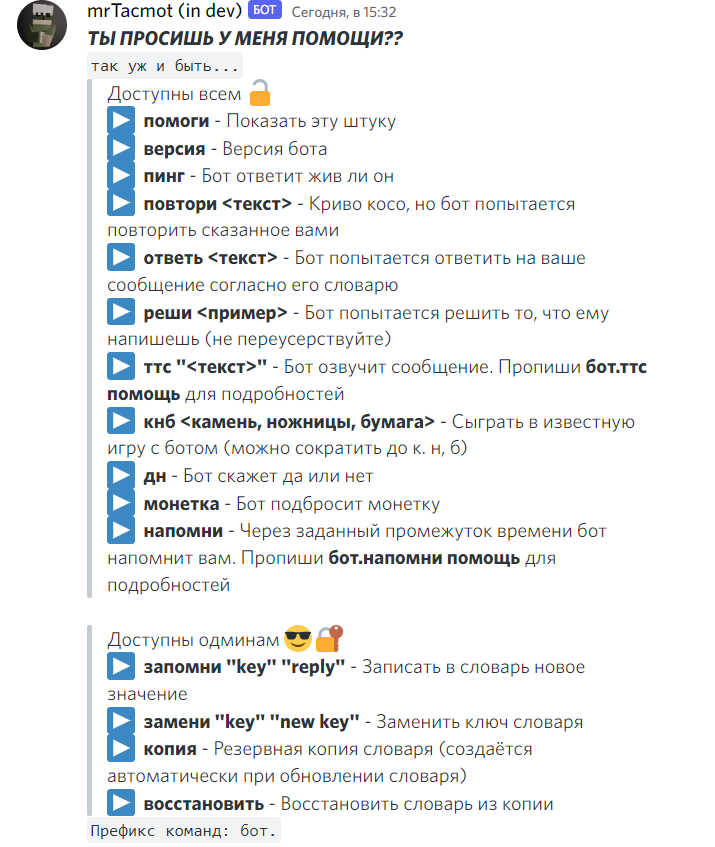 mrTacmot (in dev) БОТ Сегодня, в 15:32
ТЫ ПРОСИШЬ У МЕНЯ ПОМОЩИ??
так уж и быть...
Доступны всем
помоги - Показать эту штуку
версия - Версия бота
пинг - Бот ответит жив ли он
повтори <текст> - Криво косо, но бот попытается
повторить сказанное вами
ответь <текст> - Бот попытается ответить на ваше
сообщение согласно его словарю
реши <пример> - Бот попытается решить то, что ему
напишешь (не переусерствуйте)
ттс "<текст>" - Бот озвучит сообщение. Пропиши бот.ттс
помощь для подробностей
кнб <камень, ножницы, бумага> - Сыграть в известную
игру с ботом (можно сократить до к. н, б)
дн - Бот скажет да или нет
монетка - Бот подбросит монетку
напомни - Через заданный промежуток времени бот
напомнит вам. Пропиши бот.напомни помощь для
подробностей
Доступны одминам
запомни "key" "reply" - Записать в словарь новое
значение
замени "key" "new key" - Заменить ключ словаря
копия - Резервная копия словаря (создаётся
автоматически при обновлении словаря)
восстановить - Восстановить словарь из копии
Префикс команд: бот.